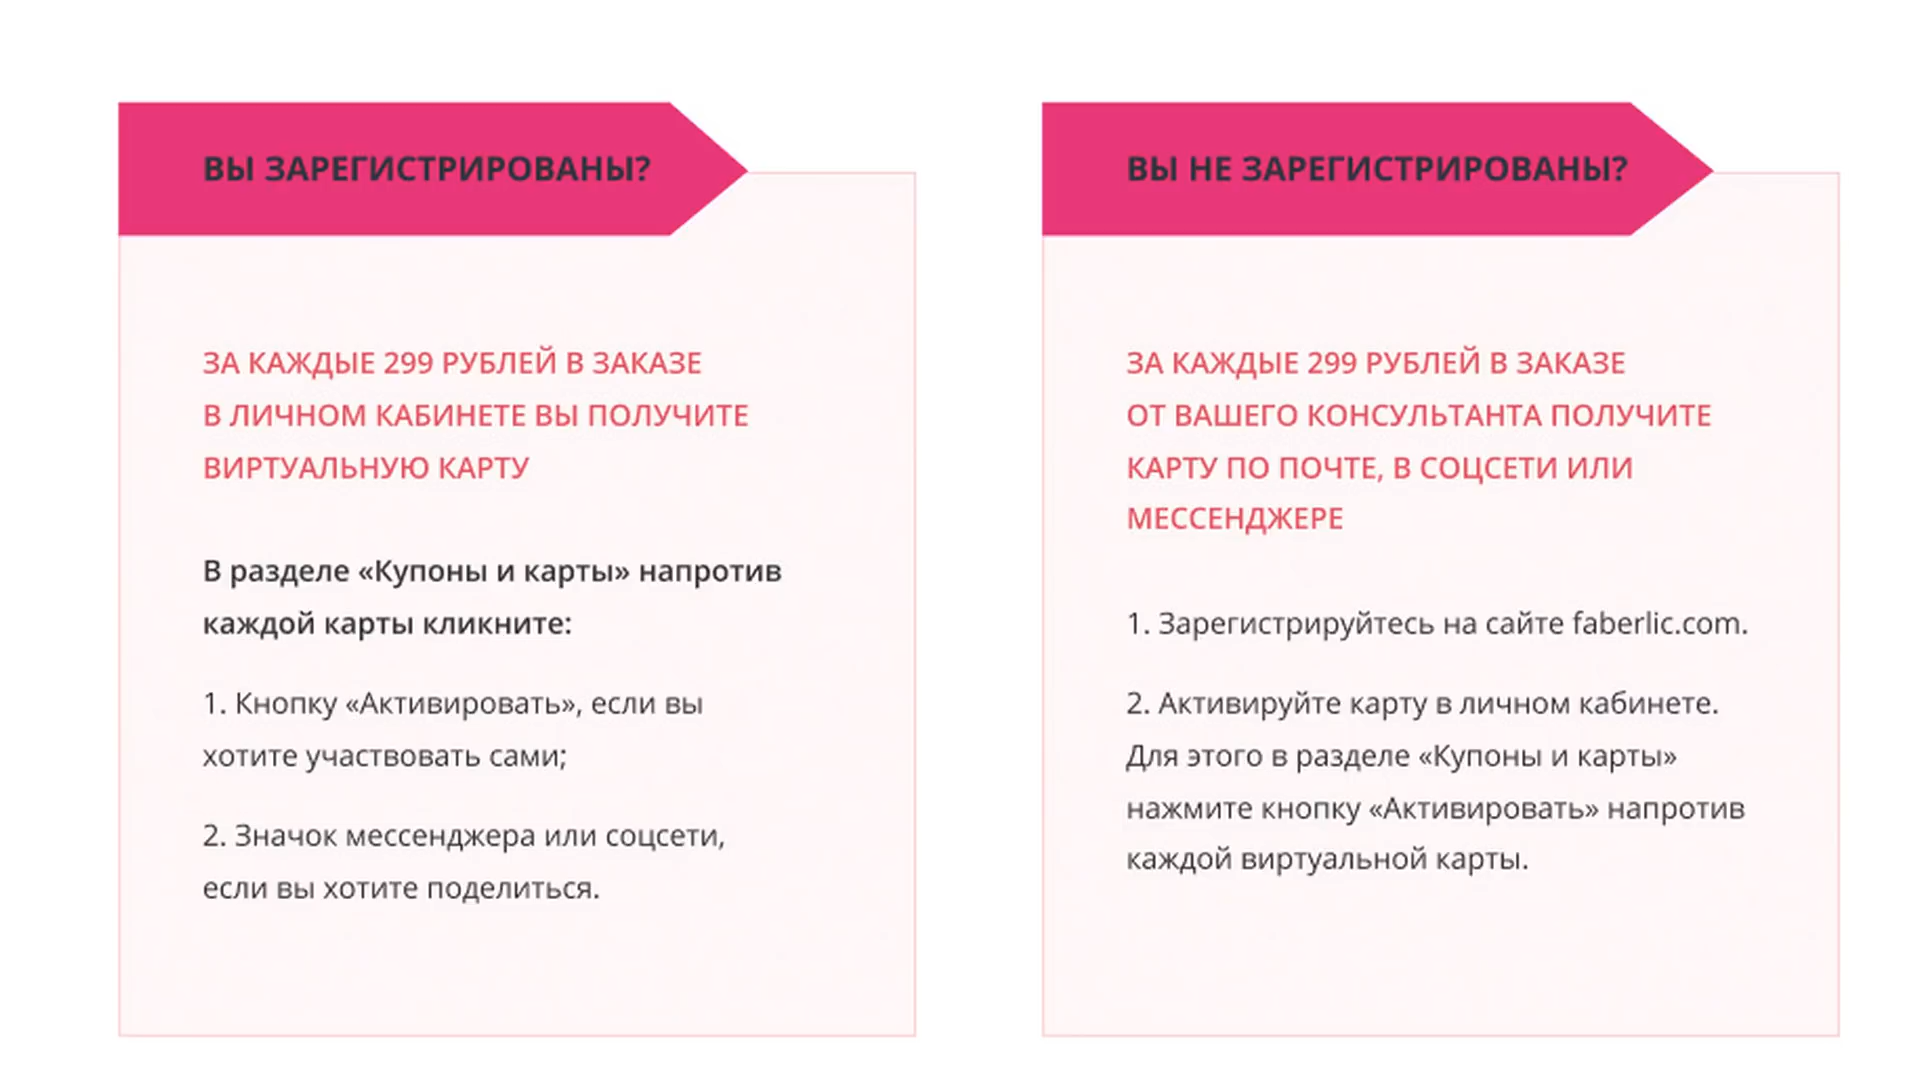 ВЫ ЗАРЕГИСТРИРОВАНЫ?
ЗА КАЖДЫЕ 299 РУБЛЕЙ В ЗАКАЗЕ
В ЛИЧНОМ КАБИНЕТЕ ВЫ ПОЛУЧИТЕ
ВИРТУАЛЬНУЮ КАРТУ
В разделе «Купоны и карты» напротив
каждой карты кликните:
1. Кнопку «Активировать», если вы
хотите участвовать сами;
2. Значок мессенджера или соцсети,
если вы хотите поделиться.
ВЫ НЕ ЗАРЕГИСТРИРОВАНЫ?
ЗА КАЖДЫЕ 299 РУБЛЕЙ В ЗАКАЗЕ
ОТ ВАШЕГО КОНСУЛЬТАНТА ПОЛУЧИТЕ
КАРТУ ПО ПОЧТЕ, В СОЦСЕТИ ИЛИ
МЕССЕНДЖЕРЕ
1. Зарегистрируйтесь на сайте faberlic.com.
2. Активируйте карту в личном кабинете.
Для этого в разделе «Купоны и карты»
нажмите кнопку «Активировать» напротив
каждой виртуальной карты.